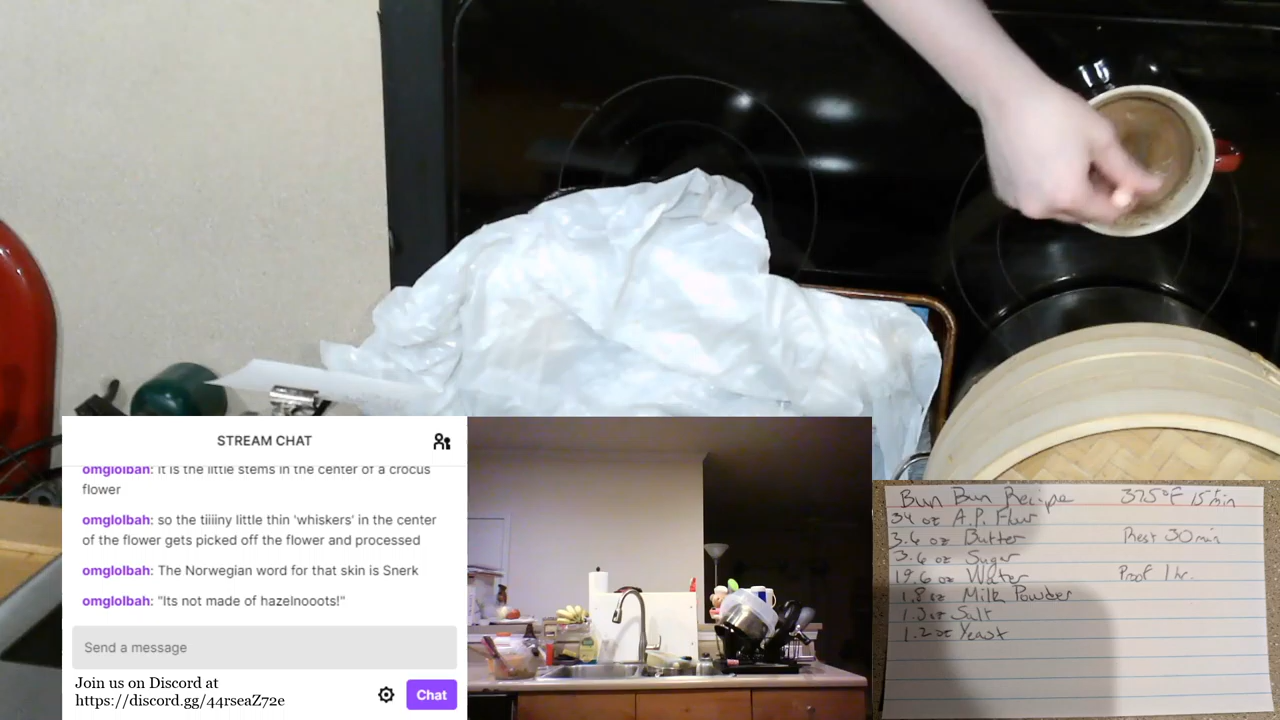 STREAM CHAT
omglolbah: it is the little stems in the center of a crocus
flower
omglolbah: so the tiiiiny little thin 'whiskers' in the center
of the flower gets picked off the flower and processed
omglolbah: The Norwegian word for that skin is Snerk
omglolbah: "Its not made of hazelnooots!"
Send a message
Join us on Discord at
https://discord.gg/44rseaZ72e
Chat
Bun Bun Recipe 375°F 15 min
34 oz A.P. Flour
3.6 oz Butter Rest 30 min
3.6 oz Sugar
19.6 oz Water Proof 1 hr.
1.8 oz Milk Powder
oz Salt
1.2 oz Yeast